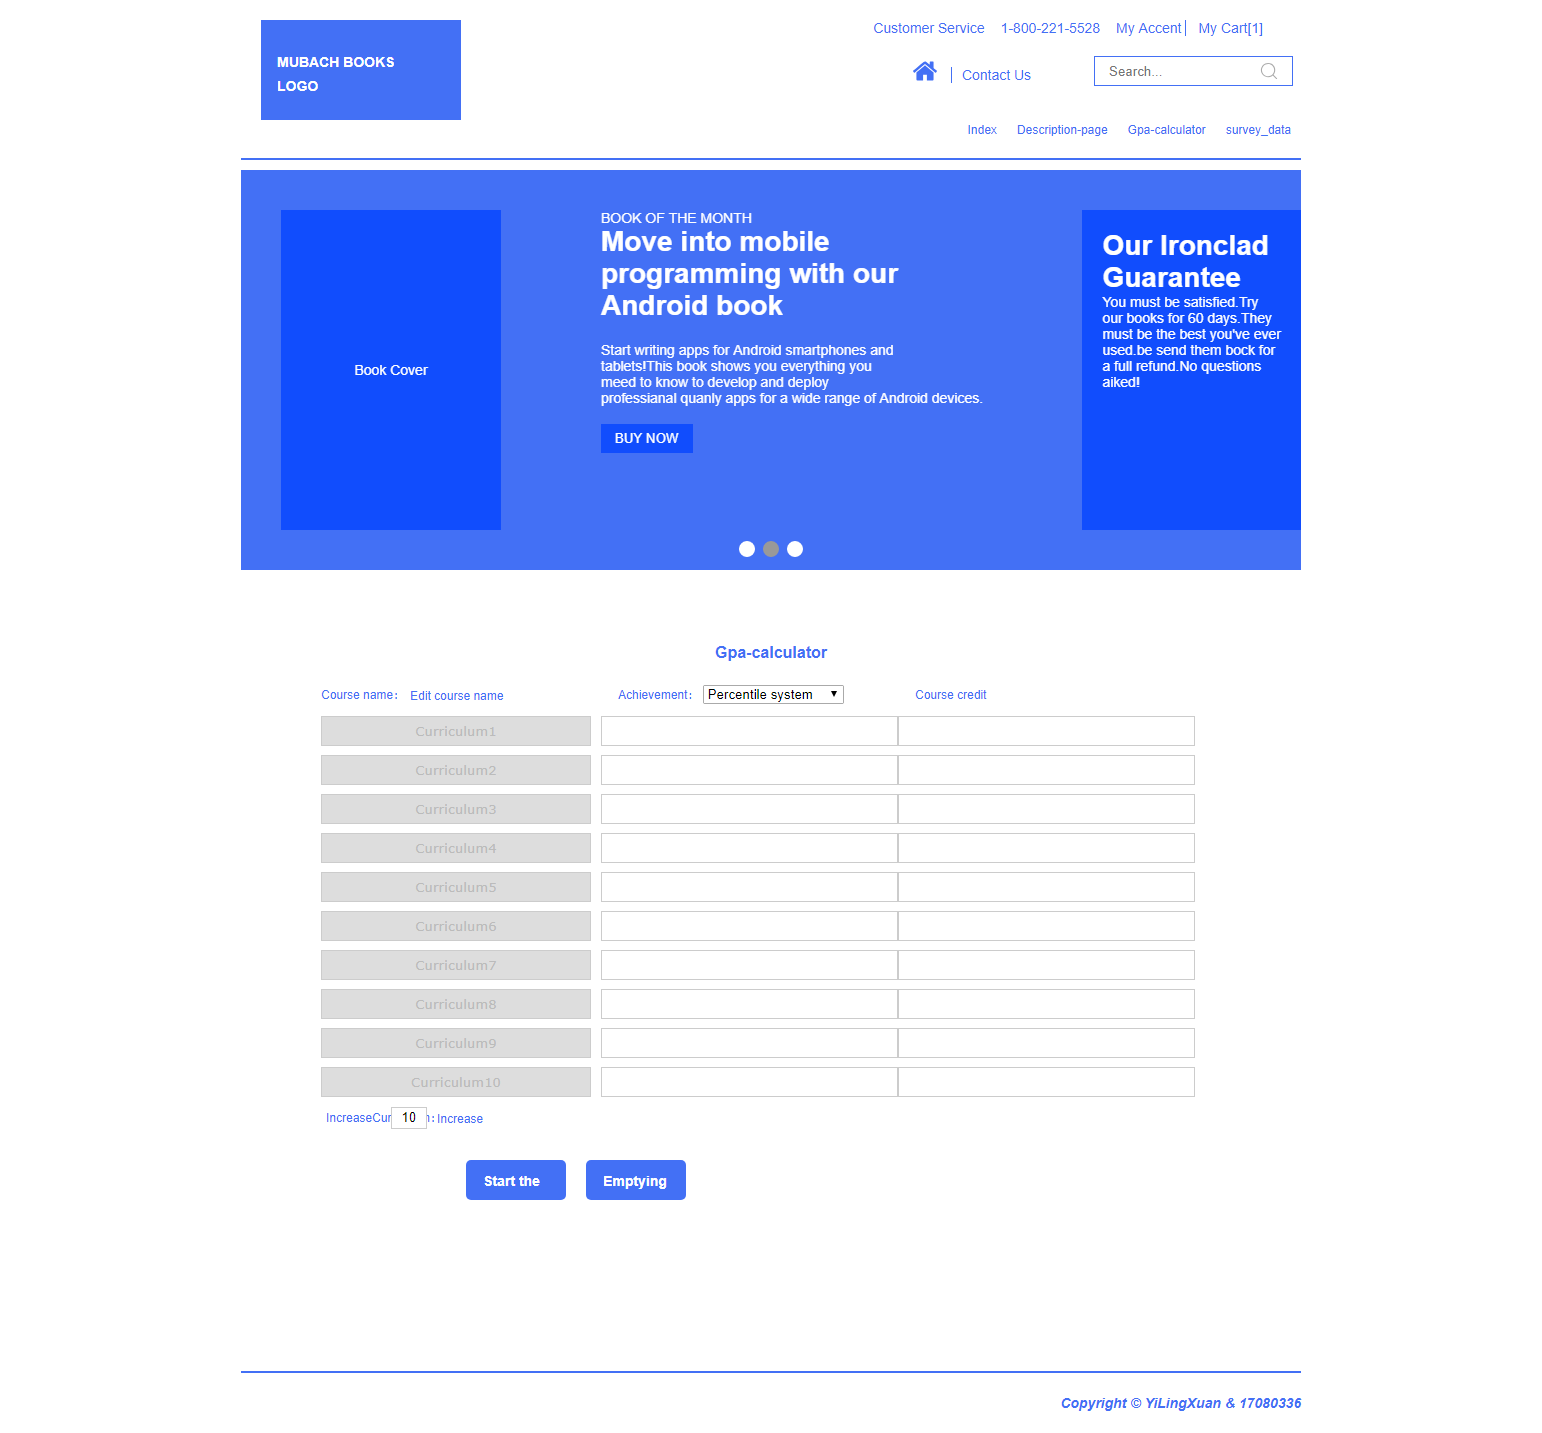 Customer Service 1-800-221-5528 My Accent My Cart[1]
MUBACH BOOKS
LOGO
Contact Us
Search...
Index Description-page Gpa-calculator survey_data
Book Cover
BOOK OF THE MONTH
Move into mobile
programming with our
Android book
Start writing apps for Android smartphones and
tablets!This book shows you everything you
meed to know to develop and deploy
professianal quanly apps for a wide range of Android devices.
BUY NOW
Our Ironclad
Guarantee
You must be satisfied.Try
our books for 60 days.They
must be the best you've ever
used.be send them bock for
a full refund.No questions
aiked!
Gpa-calculator
Course name: Edit course name Achievement: Percentile system Course credit
Curriculum1
Curriculum2
Curriculum3
Curriculum4
Curriculum5
Curriculum6
Curriculum7
Curriculum8
Curriculum9
Curriculum10
10 Increase
Start the Emptying
Copyright © YiLingXuan & 17080336